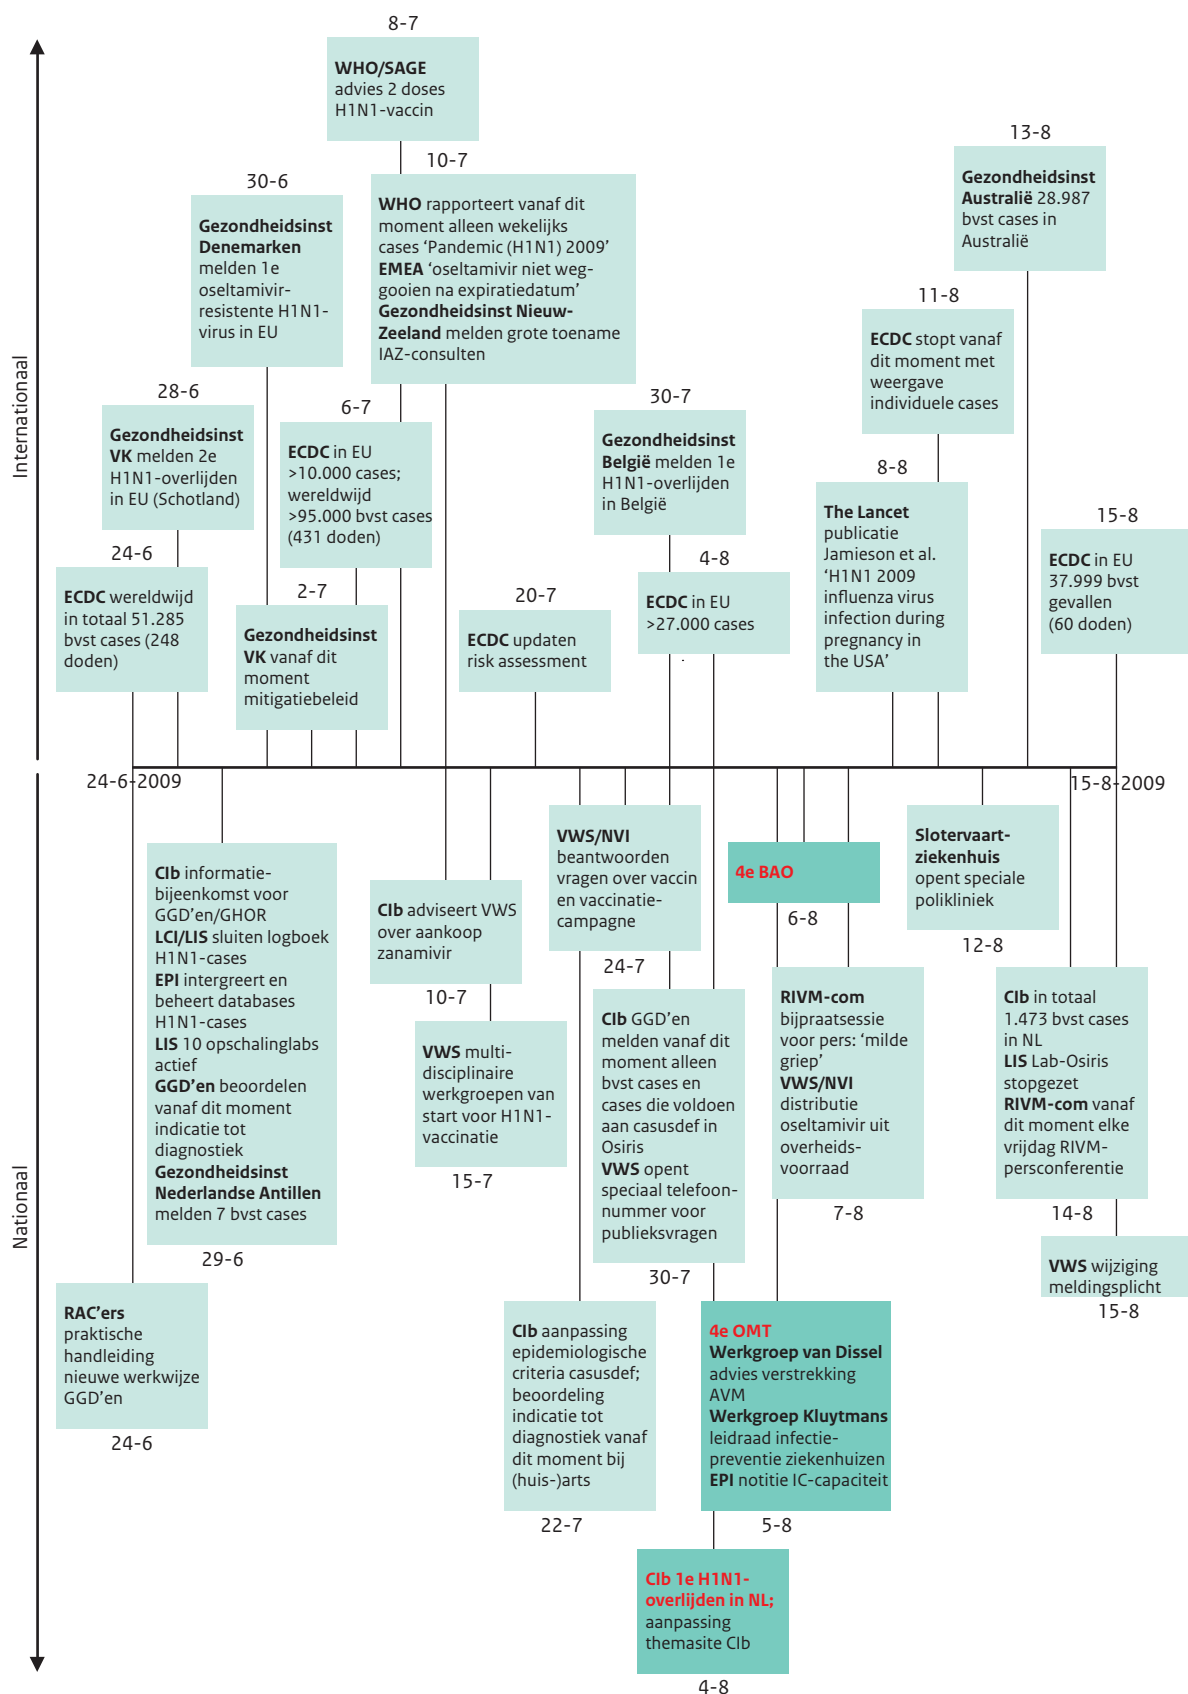 8-7
WHO/SAGE
advies 2 doses
H1N1-vaccin
10-7
WHO rapporteert vanaf dit
moment alleen wekelijks
cases ‘Pandemic (H1N1) 2009’
EMEA ‘oseltamivir niet weg-
gooien na expiratiedatum’
Gezondheidsinst Nieuw-
Zeeland melden grote toename
IAZ-consulten
13-8
Gezondheidsinst
Australië 28.987
bvst cases in
Australië
30-6
Gezondheidsinst
Denemarken
melden 1e
oseltamivir-
resistente H1N1-
virus in EU
11-8
ECDC stopt vanaf
dit moment met
weergave
individuele cases
Internationaal
28-6
Gezondheidsinst
VK melden 2e
H1N1-overlijden
in EU (Schotland)
6-7
ECDC in EU
>10.000 cases;
wereldwijd
>95.000 bvst cases
(431 doden)
30-7
Gezondheidsinst
België melden 1e
H1N1-overlijden
in België
8-8
The Lancet
publicatie
Jamieson et al.
‘H1N1 2009
influenza virus
infection during
pregnancy in
the USA’
15-8
ECDC in EU
37.999 bvst
gevallen
(60 doden)
24-6
ECDC wereldwijd
in totaal 51.285
bvst cases (248
doden)
2-7
Gezondheidsinst
VK vanaf dit
moment
mitigatiebeleid
20-7
ECDC updaten
risk assessment
4-8
ECDC in EU
>27.000 cases
24-6-2009
15-8-2009
Nationaal
CIb informatie-
bijeenkomst voor
GGD’en/GHOR
LCI/LIS sluiten logboek
H1N1-cases
EPI intergreert en
beheert databases
H1N1-cases
LIS 10 opschalinglabs
actief
GGD’en beoordelen
vanaf dit moment
indicatie tot
diagnostiek
Gezondheidsinst
Nederlandse Antillen
melden 7 bvst cases
29-6
CIb adviseert VWS
over aankoop
zanamivir
10-7
VWS multi-
disciplinaire
werkgroepen van
start voor H1N1-
vaccinatie
15-7
VWS/NVI
beantwoorden
vragen over vaccin
en vaccinatie-
campagne
24-7
4e BAO
6-8
Slotervaart-
ziekenhuis
opent speciale
polikliniek
12-8
CIb GGD’en
melden vanaf dit
moment alleen
bvst cases en
cases die voldoen
aan casusdef in
Osiris
VWS opent
speciaal telefoon-
nummer voor
publieksvragen
30-7
RIVM-com
bijpraatsessie
voor pers: ‘milde
griep’
VWS/NVI
distributie
oseltamivir uit
overheids-
voorraad
7-8
CIb in totaal
1.473 bvst cases
in NL
LIS Lab-Osiris
stopgezet
RIVM-com vanaf
dit moment elke
vrijdag RIVM-
persconferentie
14-8
VWS wijziging
meldingsplicht
15-8
RAC’ers
praktische
handleiding
nieuwe werkwijze
GGD’en
24-6
CIb aanpassing
epidemiologische
criteria casusdef;
beoordeling
indicatie tot
diagnostiek vanaf
dit moment bij
(huis-)arts
22-7
4e OMT
Werkgroep van Dissel
advies verstrekking
AVM
Werkgroep Kluytmans
leidraad infectie-
preventie ziekenhuizen
EPI notitie IC-capaciteit
5-8
CIb 1e H1N1-
overlijden in NL;
aanpassing
themasite CIb
4-8